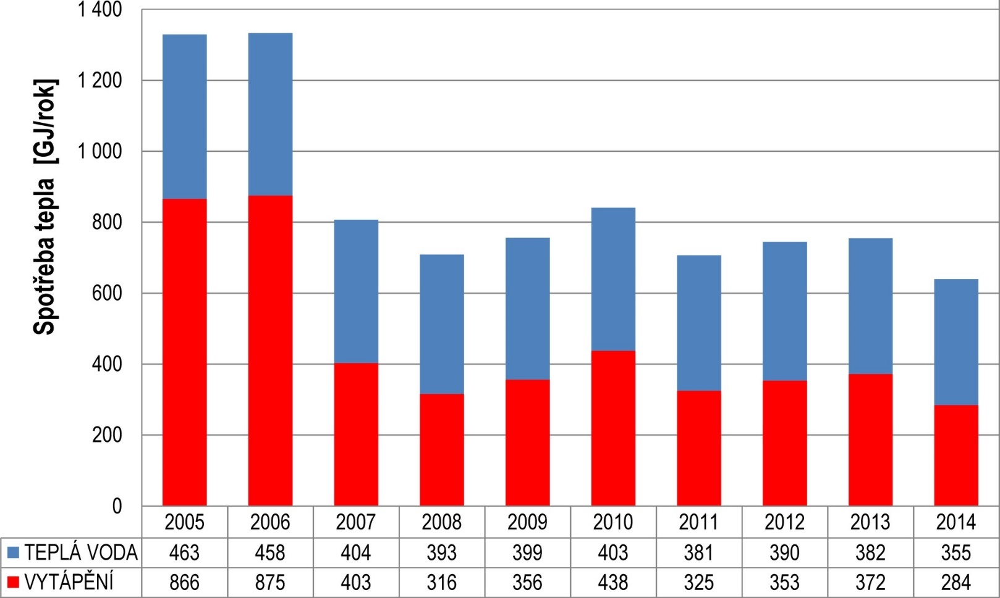 Spotřeba tepla [GJ/rok]
1 400
1 200
1 000
800
600
400
200
0
2005 2006 2007 2008 2009 2010 2011 2012 2013 2014
TEPLÁ VODA 463 458 404 393 399 403 381 390 382 355
VYTÁPĚNÍ 866 875 403 316 356 438 325 353 372 284